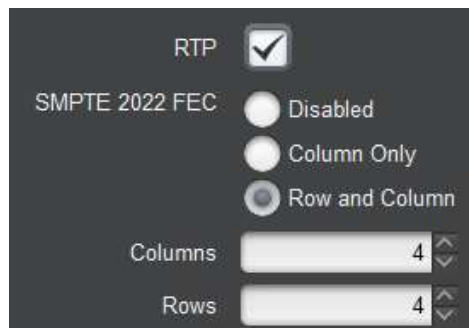 RTP
SMPTE 2022 FEC
Disabled
Column Only
Row and Column
Columns 4
Rows 4